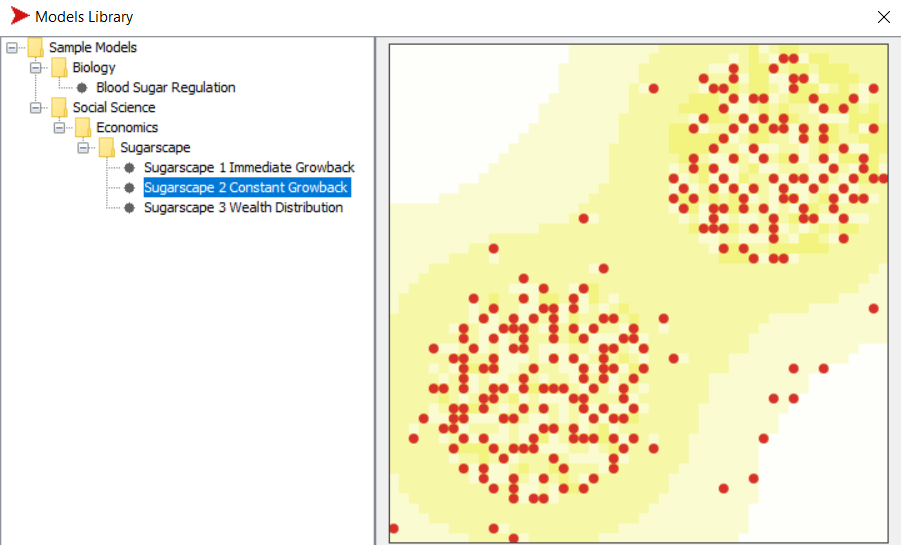 Models Library
Sample Models
Biology
Blood Sugar Regulation
Social Science
Economics
Sugarscape
Sugarscape 1 Immediate Growback
Sugarscape 2 Constant Growback
Sugarscape 3 Wealth Distribution